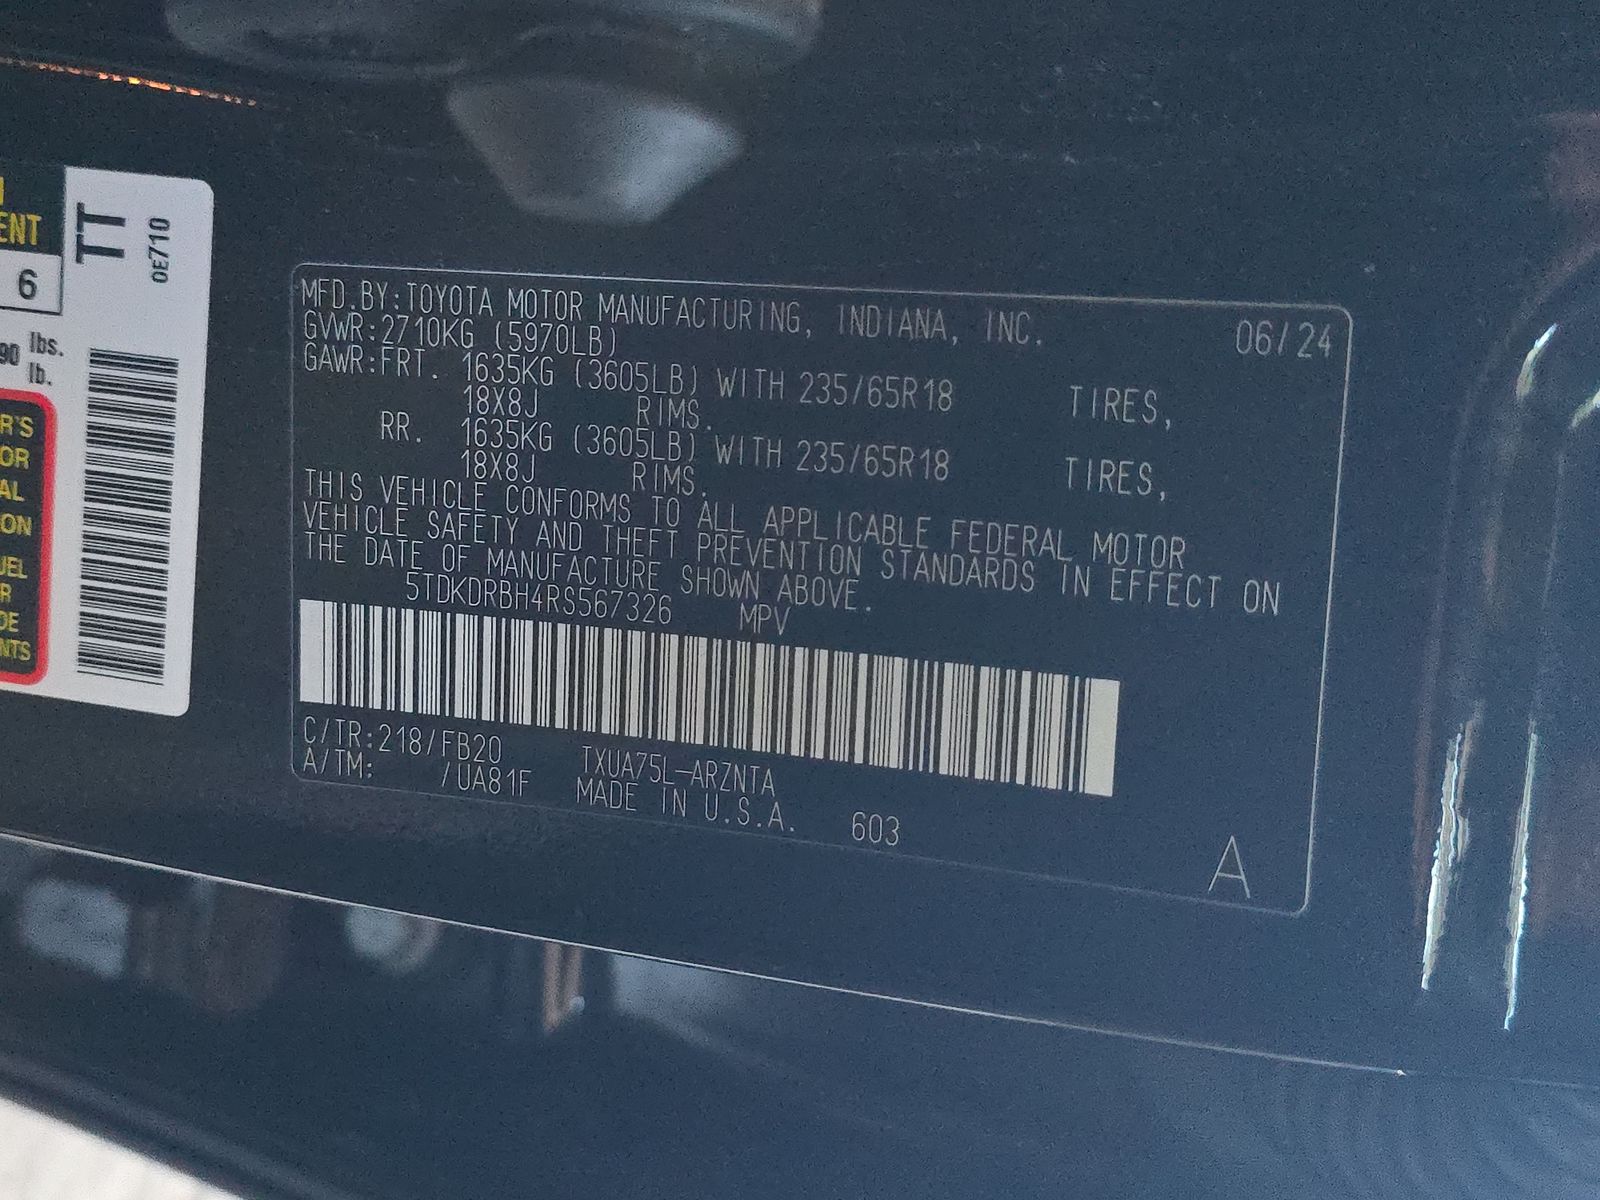 ENT
6
TT
0E710
90 lbs.
lb.
R'S
OR
AL
ON
UEL
R
DE
NTS
MFD.BY:TOYOTA MOTOR MANUFACTURING, INDIANA, INC. 06/24
GVWR:2710KG (5970LB)
GAWR:FRT. 1635KG (3605LB) WITH 235/65R18 TIRES,
18X8J RIMS.
RR. 1635KG (3605LB) WITH 235/65R18 TIRES,
18X8J RIMS.
THIS VEHICLE CONFORMS TO ALL APPLICABLE FEDERAL MOTOR
VEHICLE SAFETY AND THEFT PREVENTION STANDARDS IN EFFECT ON
THE DATE OF MANUFACTURE SHOWN ABOVE.
5TDKDRBH4RS567326 MPV
C/TR:218/FB20 TXUA75L-ARZNTA
A/TM: /UA81F MADE IN U.S.A. 603
A